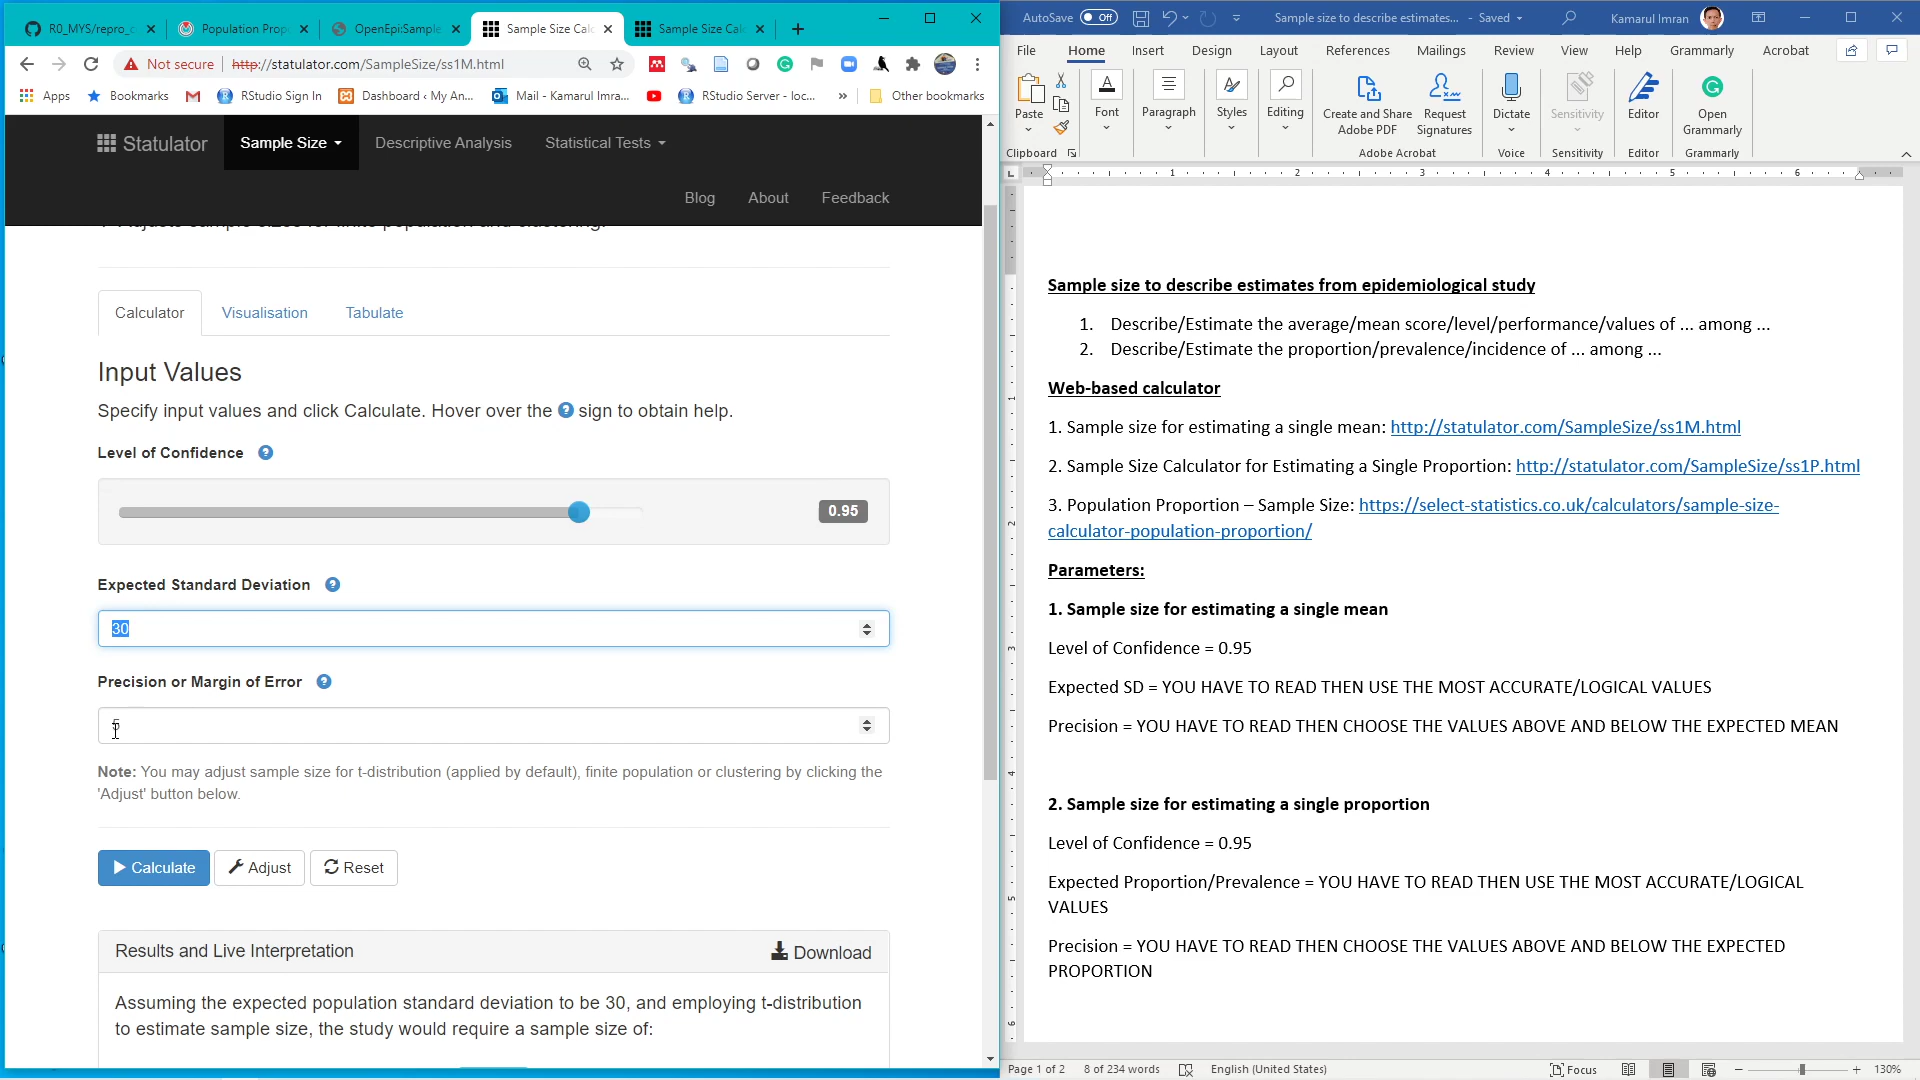 R0_MYS/repro_c
Population Prop
OpenEpi:Sample
Sample Size Calc
Sample Size Calc
Not secure
http://statulator.com/SampleSize/ss1M.html
Apps
Bookmarks
RStudio Sign In
Dashboard ‹ My An...
Mail - Kamarul Imra...
RStudio Server - loc...
»
Other bookmarks
Statulator
Sample Size
Descriptive Analysis
Statistical Tests
Blog
About
Feedback
Calculator
Visualisation
Tabulate
Input Values
Specify input values and click Calculate. Hover over the ? sign to obtain help.
Level of Confidence ?
0.95
Expected Standard Deviation ?
30
Precision or Margin of Error ?
5
Note: You may adjust sample size for t-distribution (applied by default), finite population or clustering by clicking the
'Adjust' button below.
Calculate
Adjust
Reset
Results and Live Interpretation
Download
Assuming the expected population standard deviation to be 30, and employing t-distribution
to estimate sample size, the study would require a sample size of:
AutoSave Off
Sample size to describe estimates... - Saved
Kamarul Imran
File
Home
Insert
Design
Layout
References
Mailings
Review
View
Help
Grammarly
Acrobat
Paste
Font
Paragraph
Styles
Editing
Create and Share
Adobe PDF
Request
Signatures
Dictate
Sensitivity
Editor
Open
Grammarly
Clipboard
Adobe Acrobat
Voice
Sensitivity
Editor
Grammarly
1 2 3 4 5 6
Sample size to describe estimates from epidemiological study
1. Describe/Estimate the average/mean score/level/performance/values of ... among ...
2. Describe/Estimate the proportion/prevalence/incidence of ... among ...
Web-based calculator
1. Sample size for estimating a single mean: http://statulator.com/SampleSize/ss1M.html
2. Sample Size Calculator for Estimating a Single Proportion: http://statulator.com/SampleSize/ss1P.html
3. Population Proportion – Sample Size: https://select-statistics.co.uk/calculators/sample-size-
calculator-population-proportion/
Parameters:
1. Sample size for estimating a single mean
Level of Confidence = 0.95
Expected SD = YOU HAVE TO READ THEN USE THE MOST ACCURATE/LOGICAL VALUES
Precision = YOU HAVE TO READ THEN CHOOSE THE VALUES ABOVE AND BELOW THE EXPECTED MEAN
2. Sample size for estimating a single proportion
Level of Confidence = 0.95
Expected Proportion/Prevalence = YOU HAVE TO READ THEN USE THE MOST ACCURATE/LOGICAL
VALUES
Precision = YOU HAVE TO READ THEN CHOOSE THE VALUES ABOVE AND BELOW THE EXPECTED
PROPORTION
Page 1 of 2
8 of 234 words
English (United States)
Focus
130%